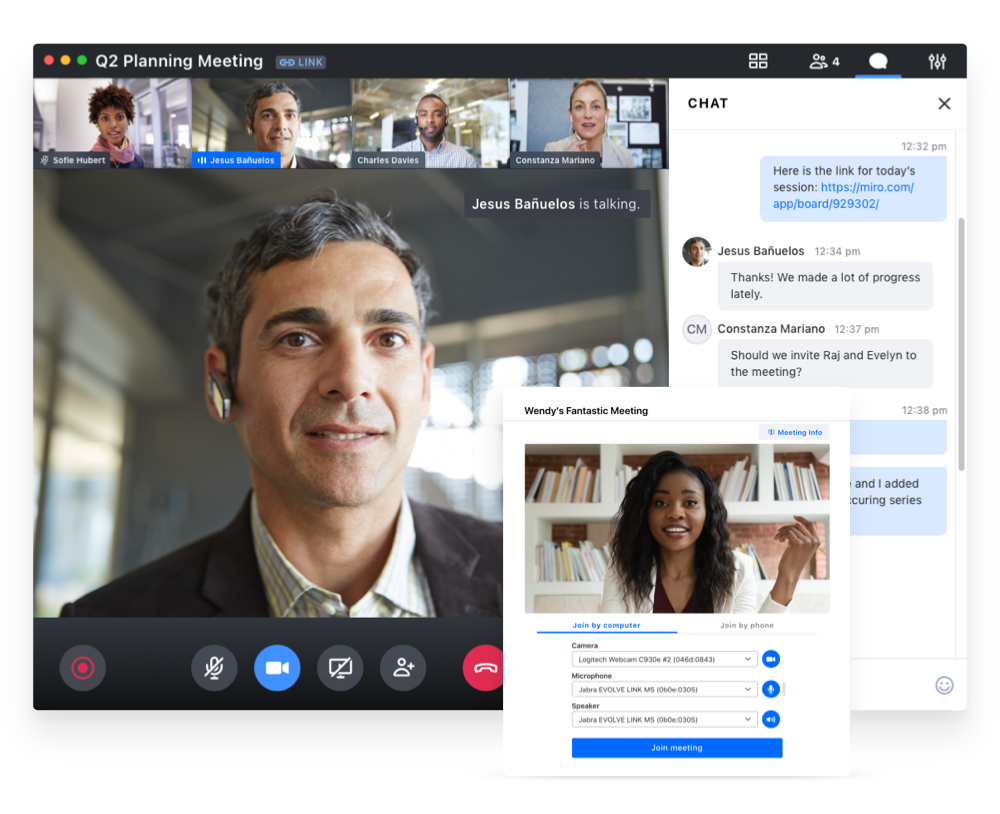 Q2 Planning Meeting LINK
4
Sofie Hubert
Jesus Bañuelos
Charles Davies
Constanza Mariano
Jesus Bañuelos is talking.
CHAT
12:32 pm
Here is the link for today's
session: https://miro.com/
app/board/929302/
Jesus Bañuelos 12:34 pm
Thanks! We made a lot of progress
lately.
CM
Constanza Mariano 12:37 pm
Should we invite Raj and Evelyn to
the meeting?
12:38 pm
and I added
curing series
Wendy's Fantastic Meeting
Meeting Info
Join by computer
Join by phone
Camera
Logitech Webcam C930e #2 (046d:0843)
Microphone
Jabra EVOLVE LINK MS (0b0e:0305)
Speaker
Jabra EVOLVE LINK MS (0b0e:0305)
Join meeting